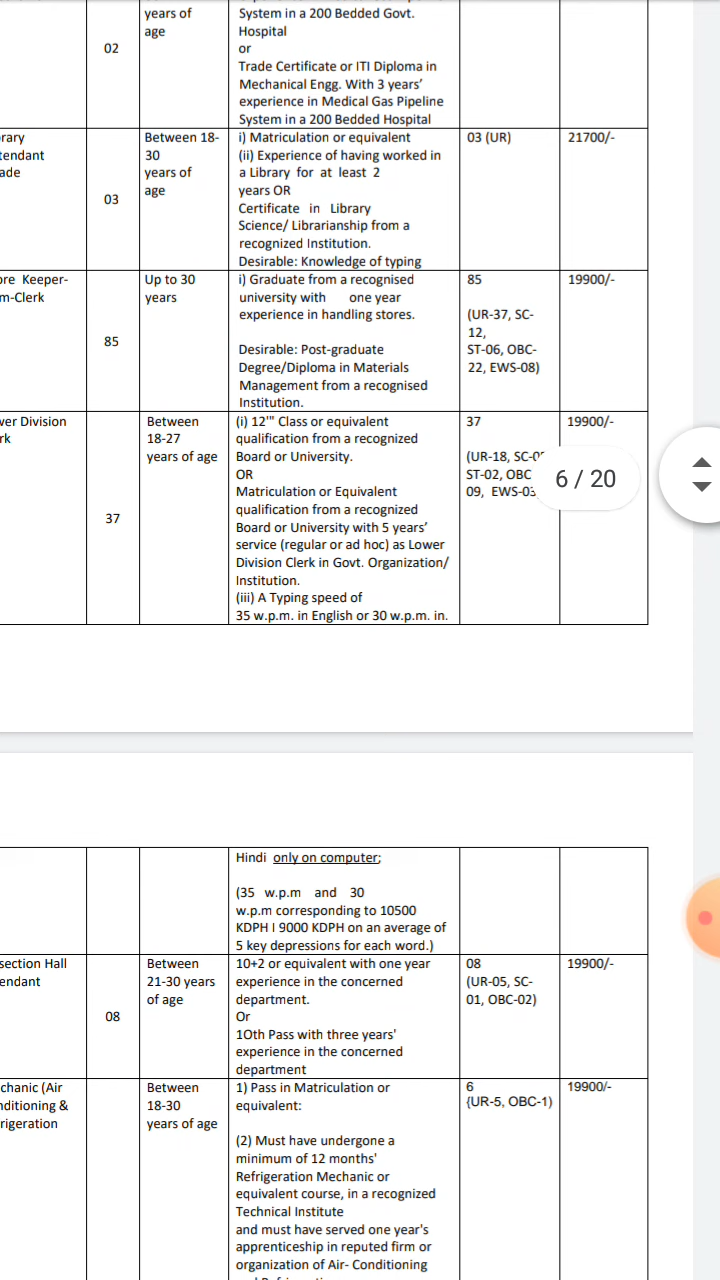 years of
age
02
System in a 200 Bedded Govt.
Hospital
or
Trade Certificate or ITI Diploma in
Mechanical Engg. With 3 years’
experience in Medical Gas Pipeline
System in a 200 Bedded Hospital
rary
tendant
ade
03
Between 18-
30
years of
age
i) Matriculation or equivalent
(ii) Experience of having worked in
a Library for at least 2
years OR
Certificate in Library
Science/ Librarianship from a
recognized Institution.
Desirable: Knowledge of typing
03 (UR)
21700/-
ore Keeper-
m-Clerk
85
Up to 30
years
i) Graduate from a recognised
university with one year
experience in handling stores.
Desirable: Post-graduate
Degree/Diploma in Materials
Management from a recognised
Institution.
85
(UR-37, SC-
12,
ST-06, OBC-
22, EWS-08)
19900/-
wer Division
rk
37
Between
18-27
years of age
(i) 12'" Class or equivalent
qualification from a recognized
Board or University.
OR
Matriculation or Equivalent
qualification from a recognized
Board or University with 5 years’
service (regular or ad hoc) as Lower
Division Clerk in Govt. Organization/
Institution.
(iii) A Typing speed of
35 w.p.m. in English or 30 w.p.m. in.
37
(UR-18, SC-
ST-02, OBC
09, EWS-03
19900/-
6 / 20
Hindi only on computer;
(35 w.p.m and 30
w.p.m corresponding to 10500
KDPH I 9000 KDPH on an average of
5 key depressions for each word.)
section Hall
endant
08
Between
21-30 years
of age
10+2 or equivalent with one year
experience in the concerned
department.
Or
1Oth Pass with three years'
experience in the concerned
department
08
(UR-05, SC-
01, OBC-02)
19900/-
chanic (Air
nditioning &
rigeration
Between
18-30
years of age
1) Pass in Matriculation or
equivalent:
(2) Must have undergone a
minimum of 12 months'
Refrigeration Mechanic or
equivalent course, in a recognized
Technical Institute
and must have served one year's
apprenticeship in reputed firm or
organization of Air- Conditioning
6
{UR-5, OBC-1)
19900/-